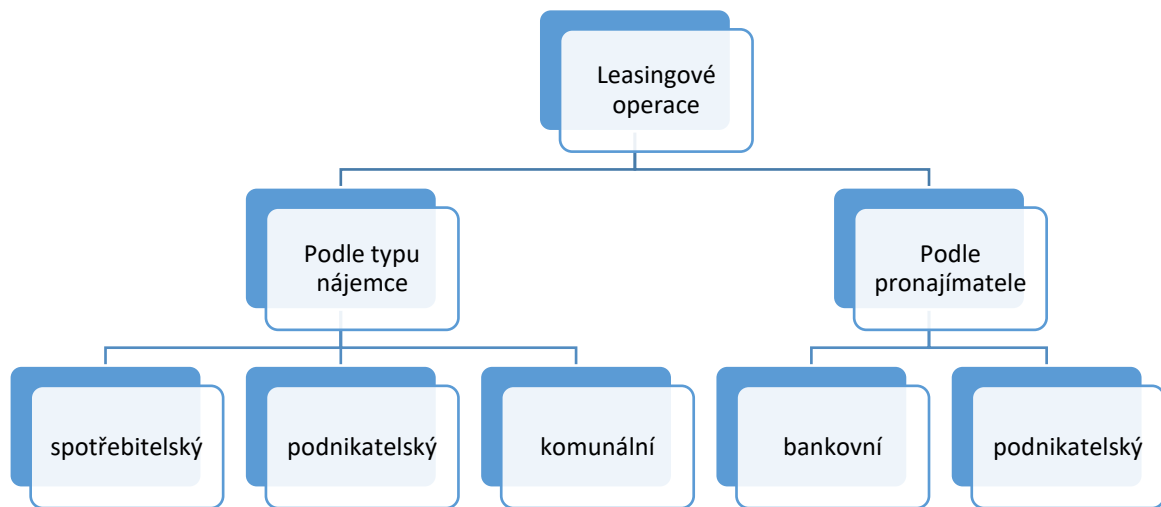 Leasingové
operace
Podle typu
nájemce
Podle
pronajímatele
spotřebitelský
podnikatelský
komunální
bankovní
podnikatelský